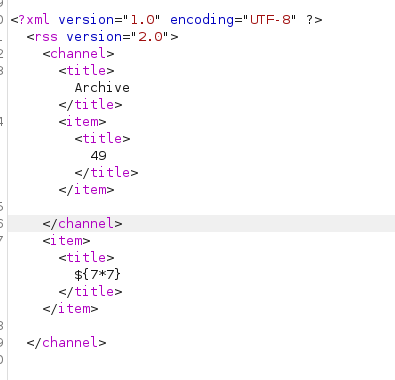 <?xml version="1.0" encoding="UTF-8" ?>
<rss version="2.0">
<channel>
<title>
Archive
</title>
<item>
<title>
49
</title>
</item>
</channel>
<item>
<title>
${7*7}
</title>
</item>
</channel>